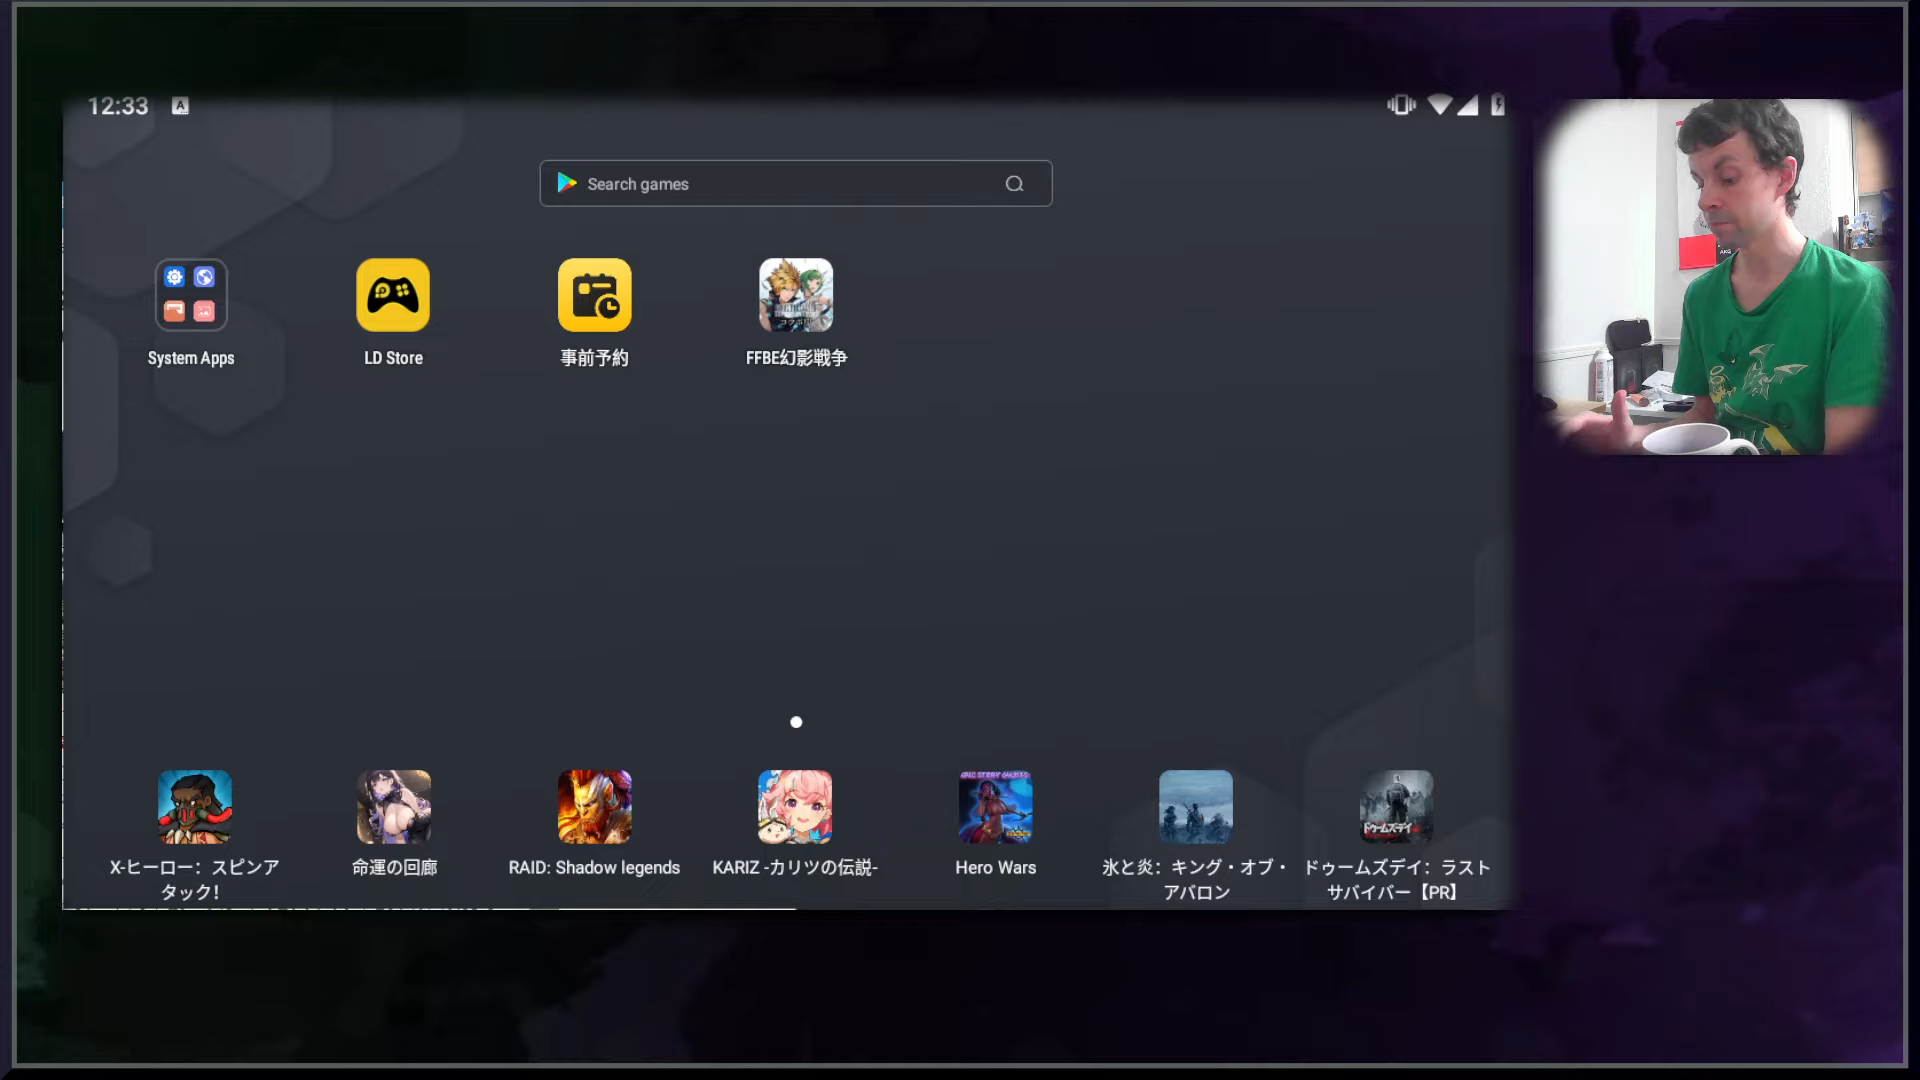 12:33
A
Search games
System Apps
LD Store
事前予約
FFBE幻影戦争
X-ヒーロー：スピンア
タック！
命運の回廊
RAID: Shadow legends
KARIZ -カリツの伝説-
Hero Wars
氷と炎：キング・オブ・
アバロン
ドゥームズデイ：ラスト
サバイバー【PR】